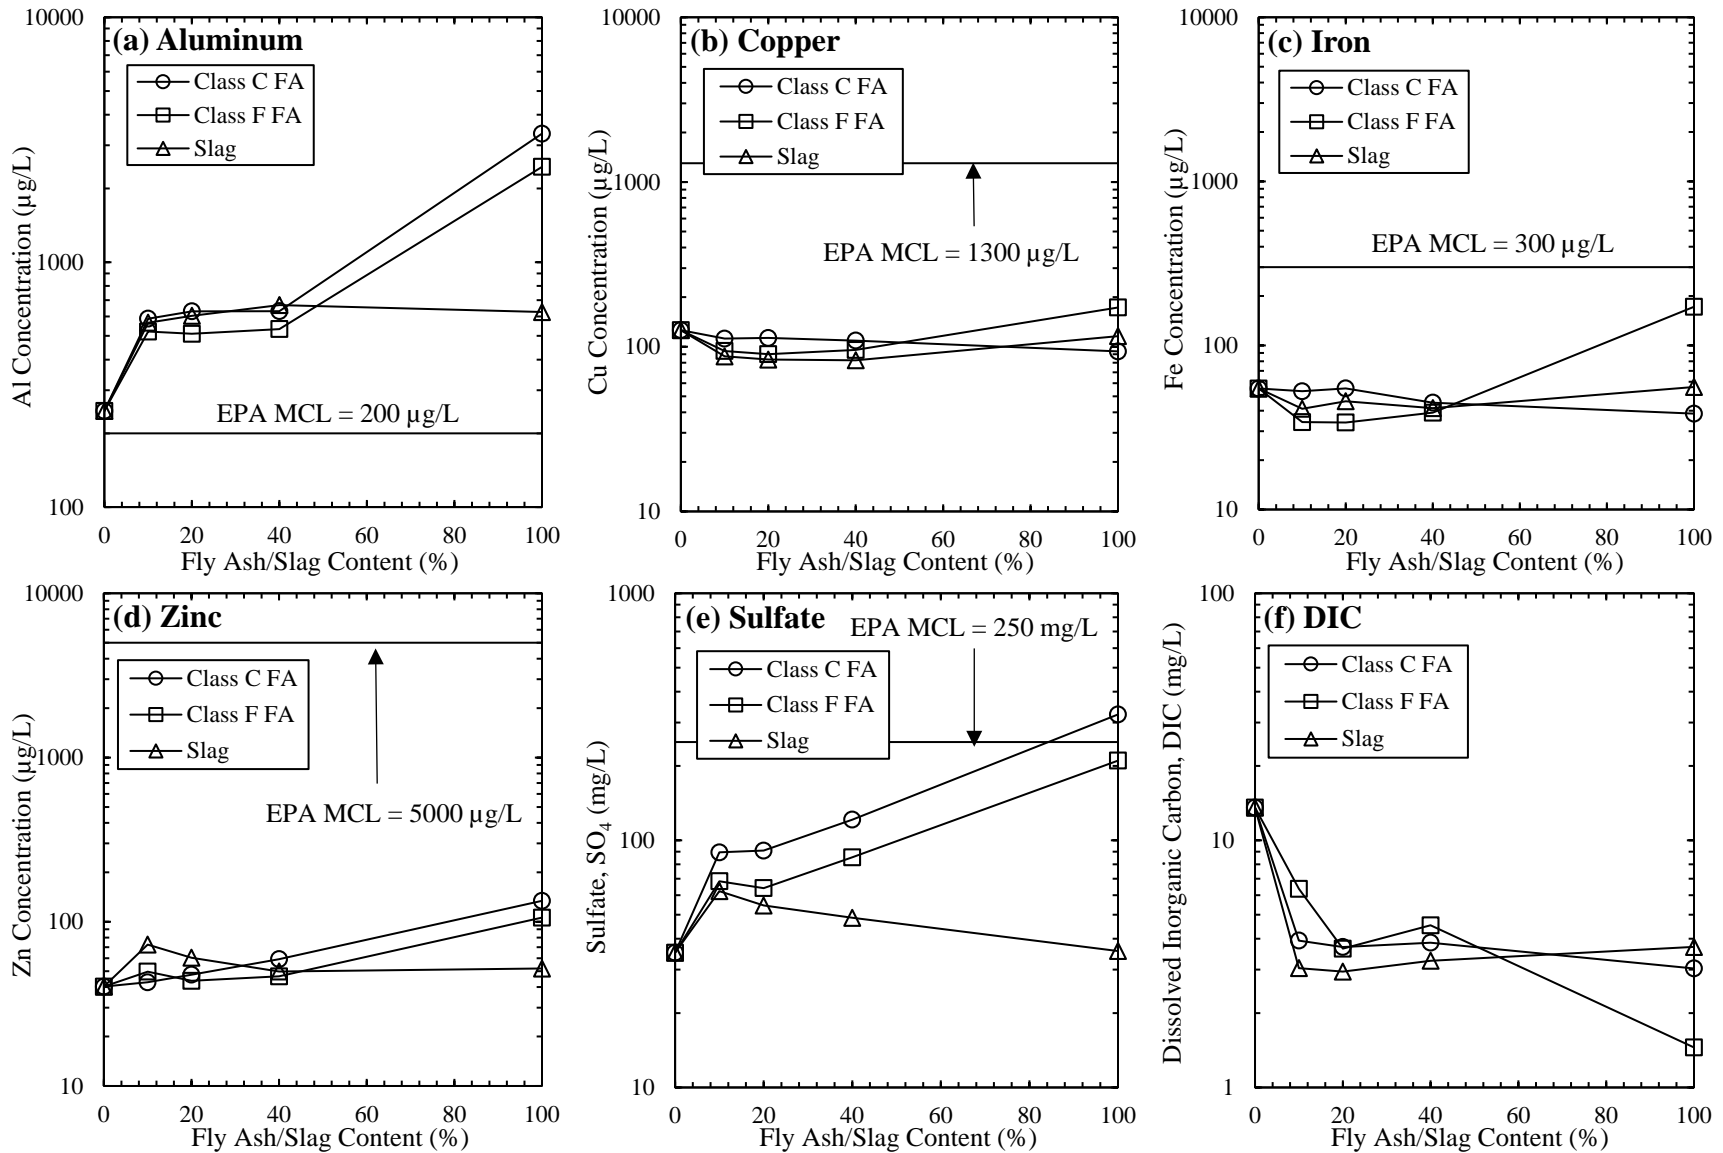 (a) Aluminum
Class C FA
Class F FA
Slag
EPA MCL = 200 µg/L
Al Concentration (µg/L)
10000
1000
100
0 20 40 60 80 100
Fly Ash/Slag Content (%)
(b) Copper
Class C FA
Class F FA
Slag
EPA MCL = 1300 µg/L
Cu Concentration (µg/L)
10000
1000
100
10
0 20 40 60 80 100
Fly Ash/Slag Content (%)
(c) Iron
Class C FA
Class F FA
Slag
EPA MCL = 300 µg/L
Fe Concentration (µg/L)
10000
1000
100
10
0 20 40 60 80 100
Fly Ash/Slag Content (%)
(d) Zinc
Class C FA
Class F FA
Slag
EPA MCL = 5000 µg/L
Zn Concentration (µg/L)
10000
1000
100
10
0 20 40 60 80 100
Fly Ash/Slag Content (%)
(e) Sulfate
EPA MCL = 250 mg/L
Class C FA
Class F FA
Slag
Sulfate, SO4 (mg/L)
1000
100
10
0 20 40 60 80 100
Fly Ash/Slag Content (%)
(f) DIC
Class C FA
Class F FA
Slag
Dissolved Inorganic Carbon, DIC (mg/L)
100
10
1
0 20 40 60 80 100
Fly Ash/Slag Content (%)